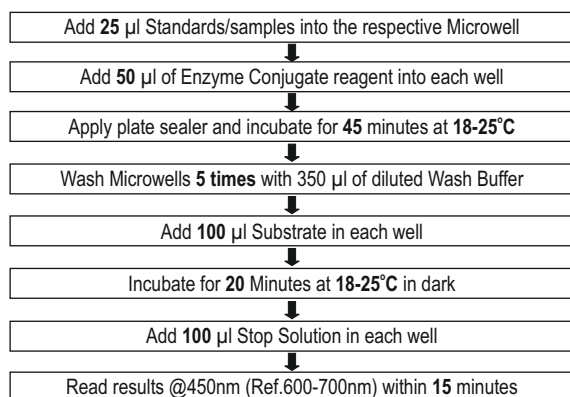 Add 25 µl Standards/samples into the respective Microwell
Add 50 µl of Enzyme Conjugate reagent into each well
Apply plate sealer and incubate for 45 minutes at 18-25°C
Wash Microwells 5 times with 350 µl of diluted Wash Buffer
Add 100 µl Substrate in each well
Incubate for 20 Minutes at 18-25°C in dark
Add 100 µl Stop Solution in each well
Read results @450nm (Ref.600-700nm) within 15 minutes